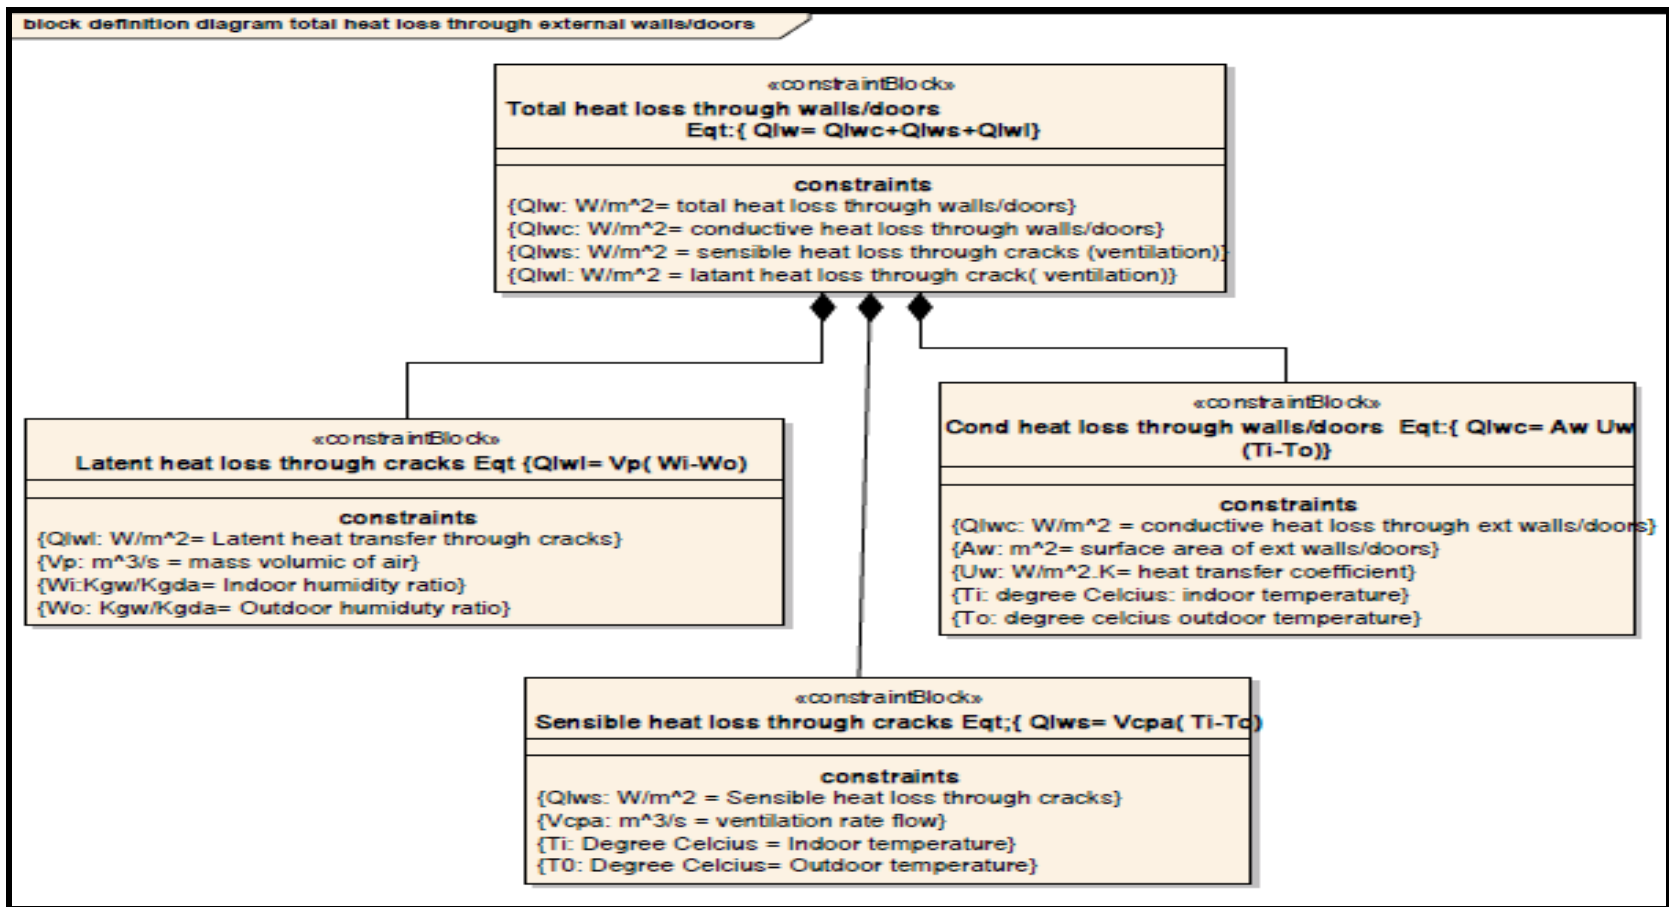 block definition diagram total heat loss through external walls/doors
«constraintBlock»
Total heat loss through walls/doors
Eqt:{ Qlw= Qlwc+Qlws+Qlwl}
constraints
{Qlw: W/m^2= total heat loss through walls/doors}
{Qlwc: W/m^2= conductive heat loss through walls/doors}
{Qlws: W/m^2 = sensible heat loss through cracks (ventilation)}
{Qlwl: W/m^2 = latant heat loss through crack( ventilation)}
«constraintBlock»
Latent heat loss through cracks Eqt {Qlwl= Vp( Wi-Wo)
constraints
{Qlwl: W/m^2= Latent heat transfer through cracks}
{Vp: m^3/s = mass volumic of air}
{Wi:Kgw/Kgda= Indoor humidity ratio}
{Wo: Kgw/Kgda= Outdoor humiduty ratio}
«constraintBlock»
Cond heat loss through walls/doors  Eqt:{ Qlwc= Aw Uw
(Ti-To)}
constraints
{Qlwc: W/m^2 = conductive heat loss through ext walls/doors}
{Aw: m^2= surface area of ext walls/doors}
{Uw: W/m^2.K= heat transfer coefficient}
{Ti: degree Celcius: indoor temperature}
{To: degree celcius outdoor temperature}
«constraintBlock»
Sensible heat loss through cracks Eqt;{ Qlws= Vcpa( Ti-To)
constraints
{Qlws: W/m^2 = Sensible heat loss through cracks}
{Vcpa: m^3/s = ventilation rate flow}
{Ti: Degree Celcius = Indoor temperature}
{T0: Degree Celcius= Outdoor temperature}